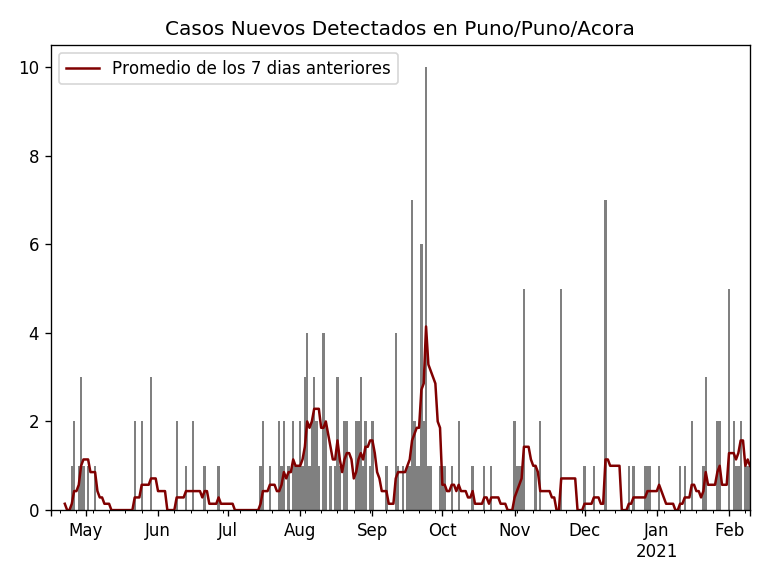 Casos Nuevos Detectados en Puno/Puno/Acora
Promedio de los 7 dias anteriores
10
8
6
4
2
0
May Jun Jul Aug Sep Oct Nov Dec Jan Feb
2021